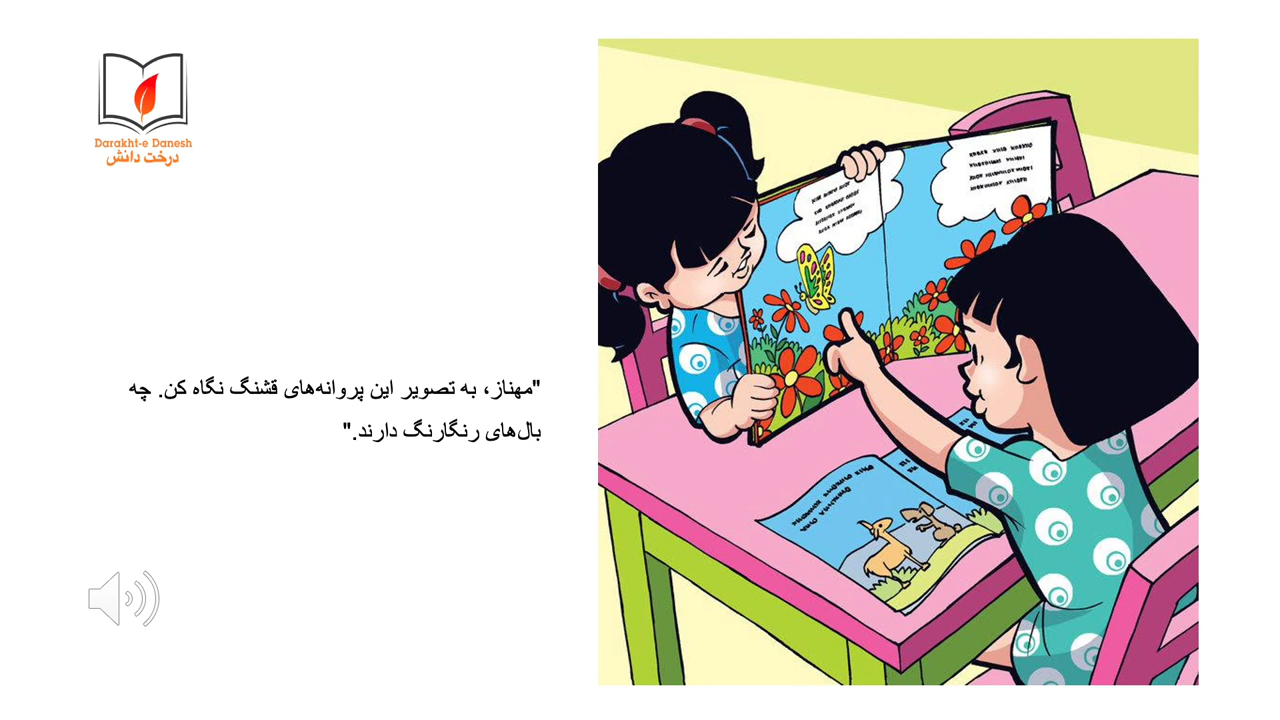 Darakht-e Danesh
درخت دانش
"مهناز، به تصویر این پروانه‌های قشنگ نگاه کن. چه
بال‌های رنگارنگ دارند."